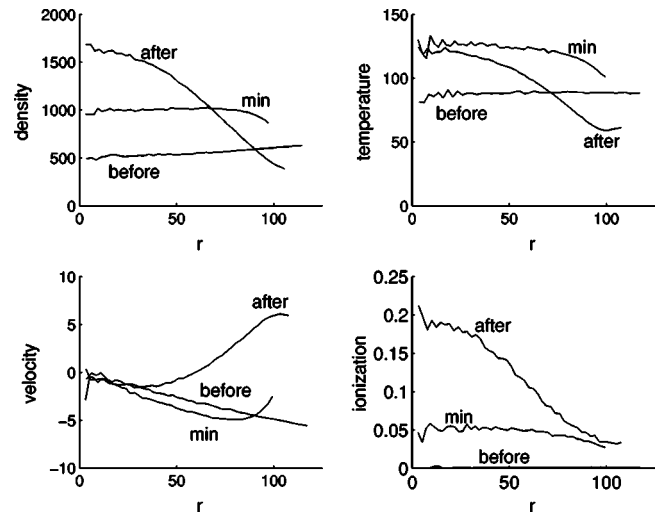 2000
1500
1000
500
0
density
after
min
before
0
50
100
r
150
100
50
0
temperature
min
before
after
0
50
100
r
10
5
0
−5
−10
velocity
after
before
min
0
50
100
r
0.25
0.2
0.15
0.1
0.05
0
ionization
after
min
before
0
50
100
r